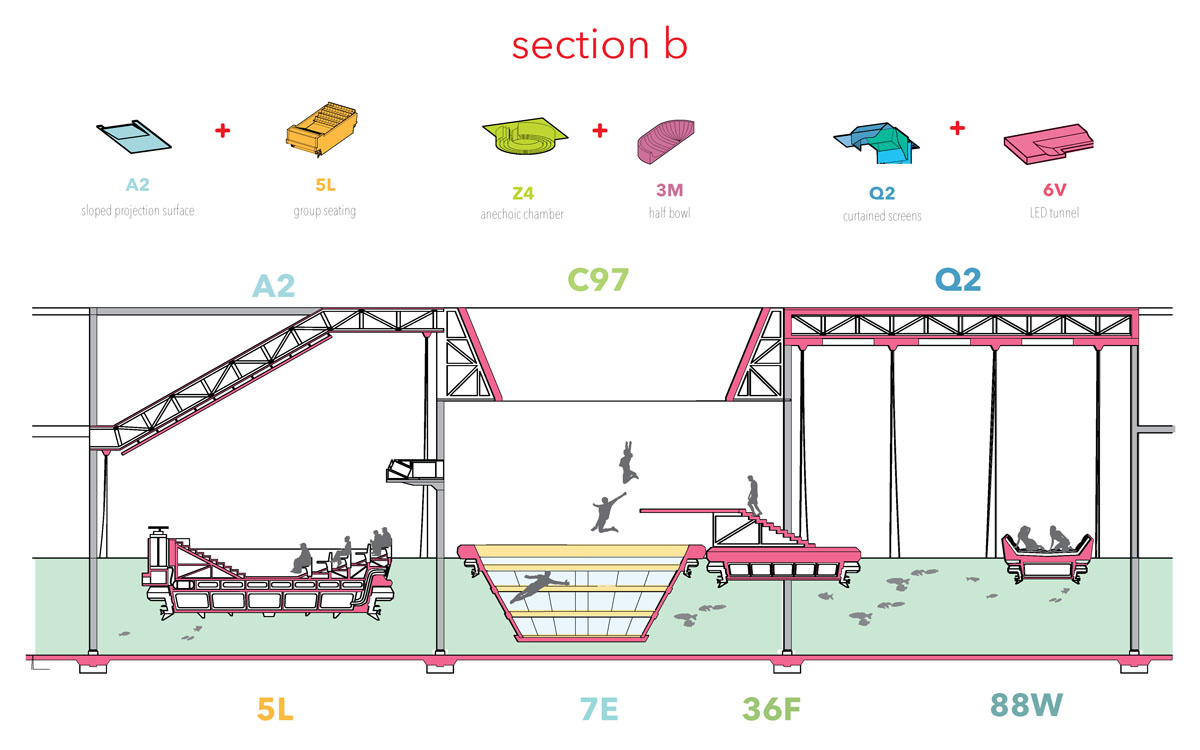 section b
+ + +
A2 5L Z4 3M Q2 6V
sloped projection surface group seating anechoic chamber half bowl curtained screens LED tunnel
A2 C97 Q2
5L 7E 36F 88W